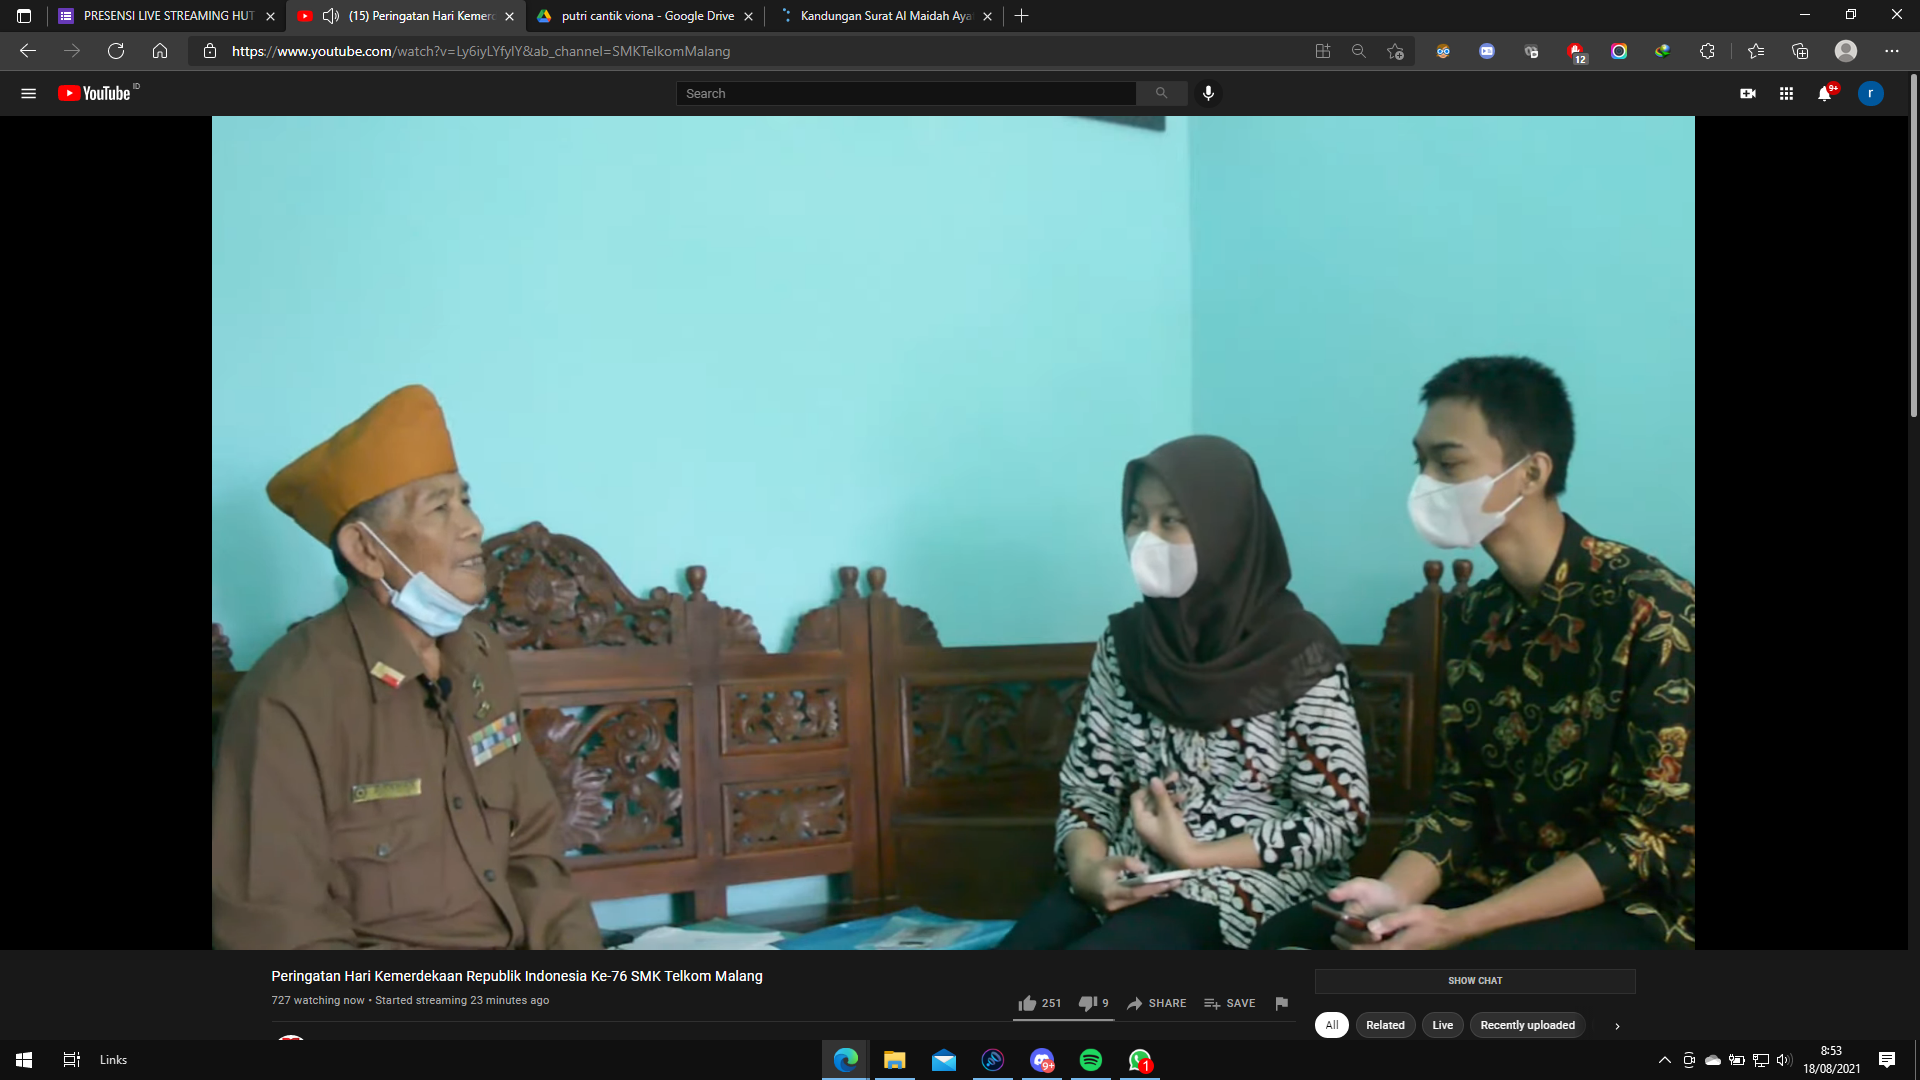 PRESENSI LIVE STREAMING HUT
(15) Peringatan Hari Kemerd
putri cantik viona - Google Drive
Kandungan Surat Al Maidah Aya
https://www.youtube.com/watch?v=Ly6iyLYfylY&ab_channel=SMKTelkomMalang
12
YouTube ID
Search
9+
r
Peringatan Hari Kemerdekaan Republik Indonesia Ke-76 SMK Telkom Malang
727 watching now • Started streaming 23 minutes ago
251
9
SHARE
SAVE
SHOW CHAT
All
Related
Live
Recently uploaded
Links
9+
1
8:53
18/08/2021